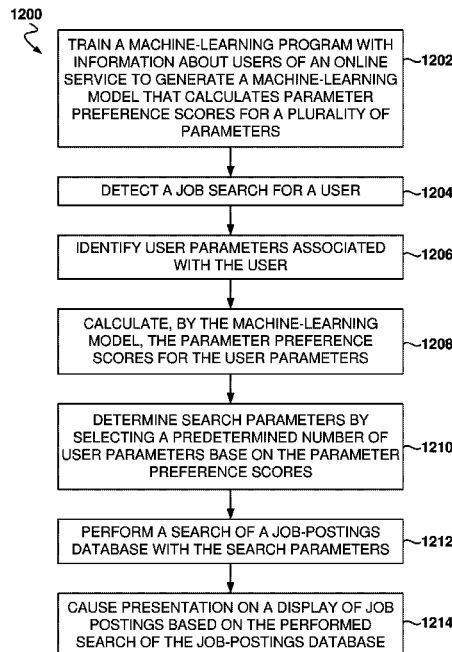 1200
TRAIN A MACHINE-LEARNING PROGRAM WITH
INFORMATION ABOUT USERS OF AN ONLINE
SERVICE TO GENERATE A MACHINE-LEARNING
MODEL THAT CALCULATES PARAMETER
PREFERENCE SCORES FOR A PLURALITY OF
PARAMETERS
1202
DETECT A JOB SEARCH FOR A USER
1204
IDENTIFY USER PARAMETERS ASSOCIATED
WITH THE USER
1206
CALCULATE, BY THE MACHINE-LEARNING
MODEL, THE PARAMETER PREFERENCE
SCORES FOR THE USER PARAMETERS
1208
DETERMINE SEARCH PARAMETERS BY
SELECTING A PREDETERMINED NUMBER OF
USER PARAMETERS BASE ON THE PARAMETER
PREFERENCE SCORES
1210
PERFORM A SEARCH OF A JOB-POSTINGS
DATABASE WITH THE SEARCH PARAMETERS
1212
CAUSE PRESENTATION ON A DISPLAY OF JOB
POSTINGS BASED ON THE PERFORMED
SEARCH OF THE JOB-POSTINGS DATABASE
1214